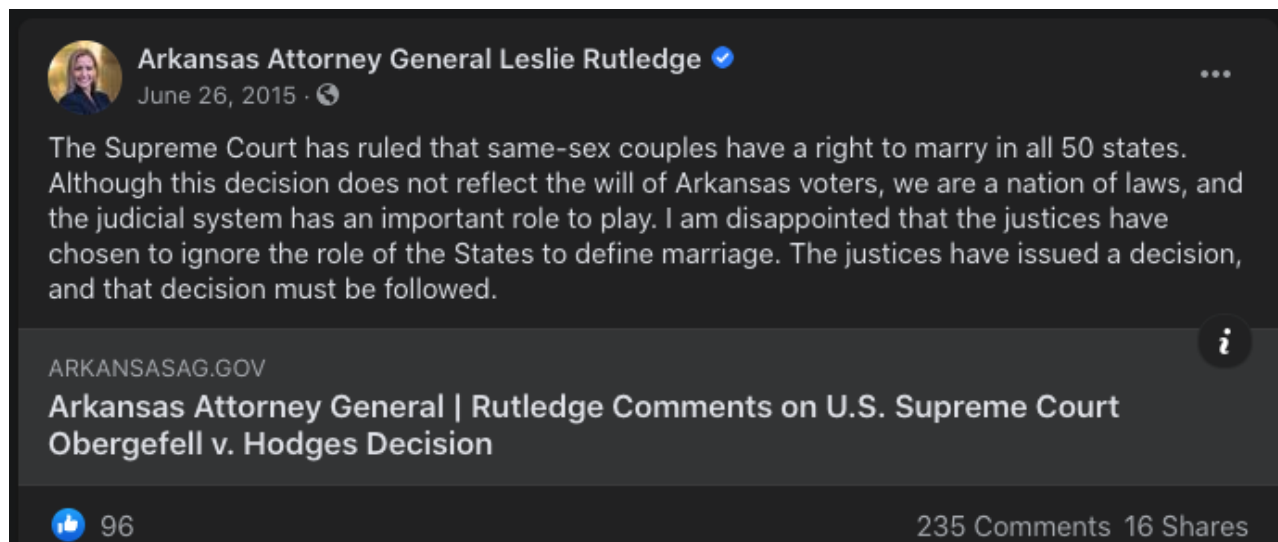 Arkansas Attorney General Leslie Rutledge
June 26, 2015 ·
The Supreme Court has ruled that same-sex couples have a right to marry in all 50 states.
Although this decision does not reflect the will of Arkansas voters, we are a nation of laws, and
the judicial system has an important role to play. I am disappointed that the justices have
chosen to ignore the role of the States to define marriage. The justices have issued a decision,
and that decision must be followed.
i
ARKANSASAG.GOV
Arkansas Attorney General | Rutledge Comments on U.S. Supreme Court
Obergefell v. Hodges Decision
96
235 Comments 16 Shares